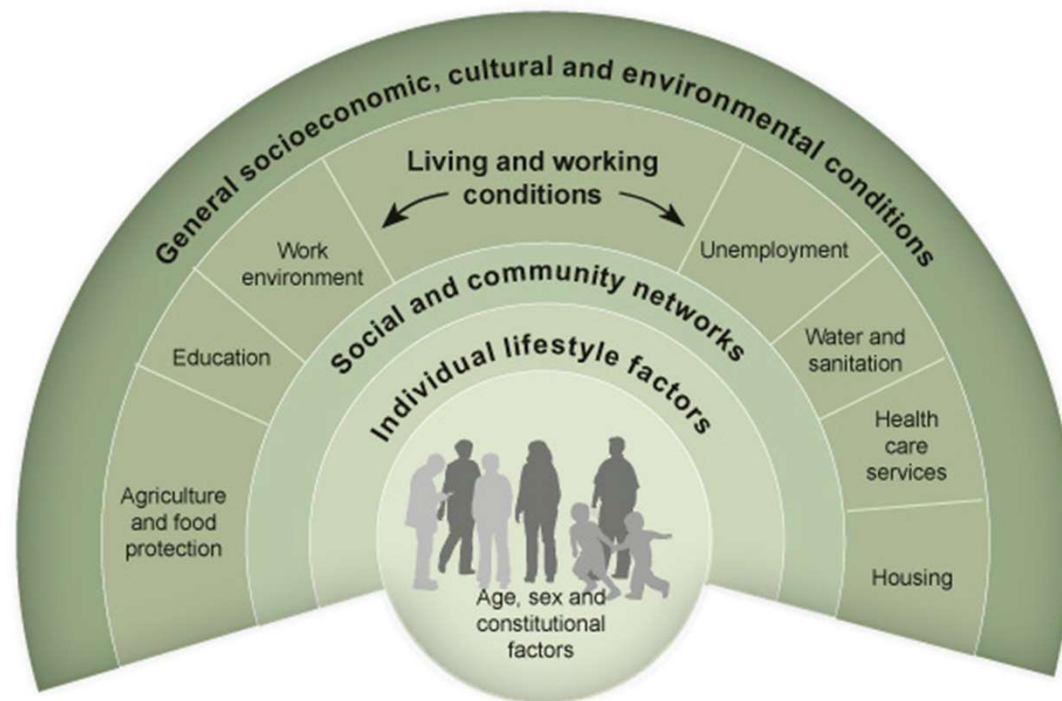 General socioeconomic, cultural and environmental conditions
Living and working
conditions
Work
environment
Unemployment
Education
Water and
sanitation
Agriculture
and food
protection
Health
care
services
Housing
Social and community networks
Individual lifestyle factors
Age, sex and
constitutional
factors